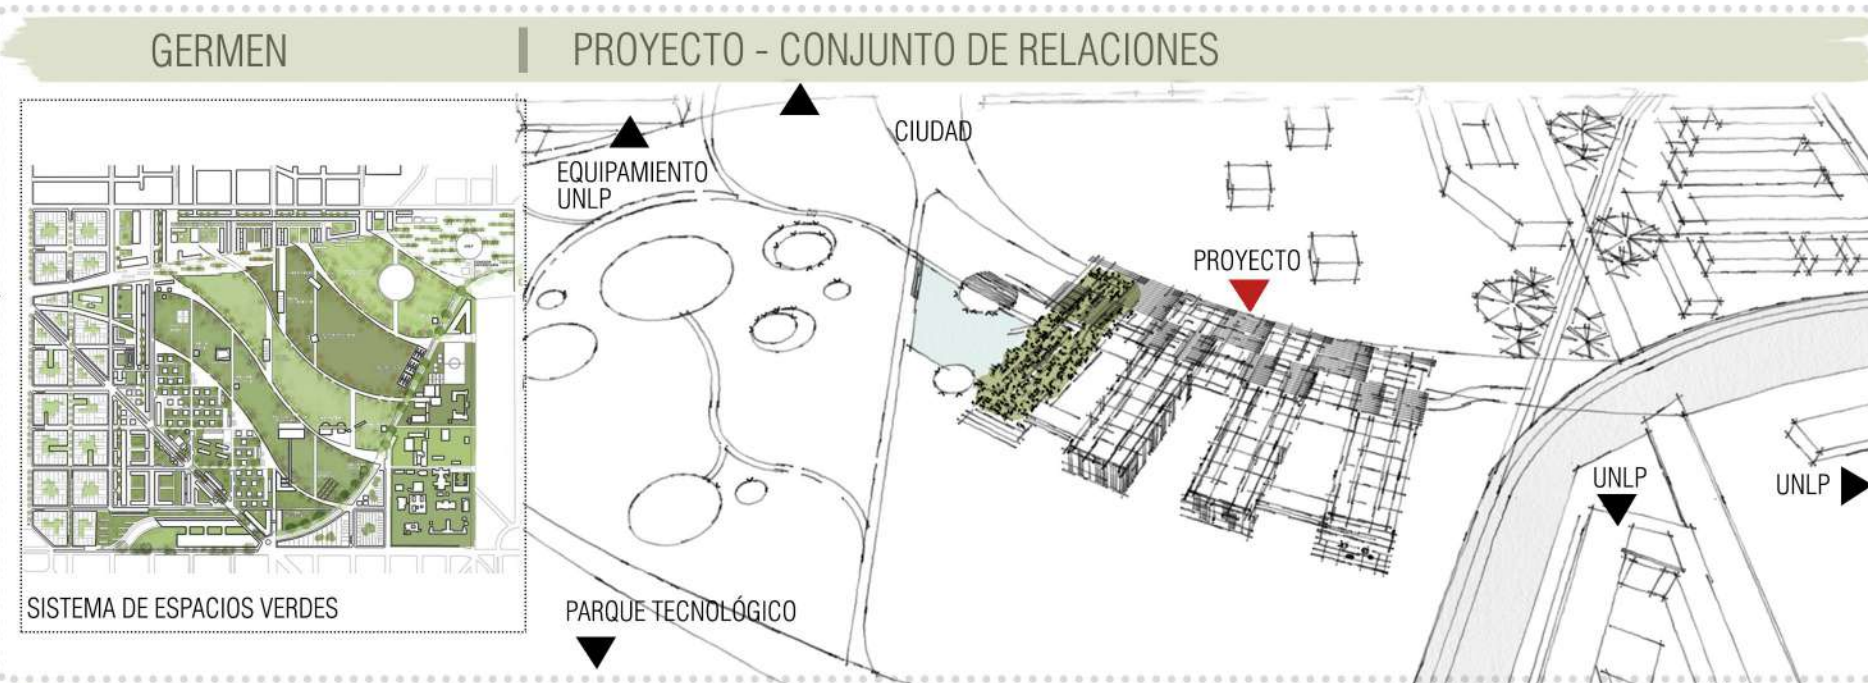 GERMEN
PROYECTO - CONJUNTO DE RELACIONES
CIUDAD
EQUIPAMIENTO
UNLP
PROYECTO
UNLP
UNLP
SISTEMA DE ESPACIOS VERDES
PARQUE TECNOLÓGICO